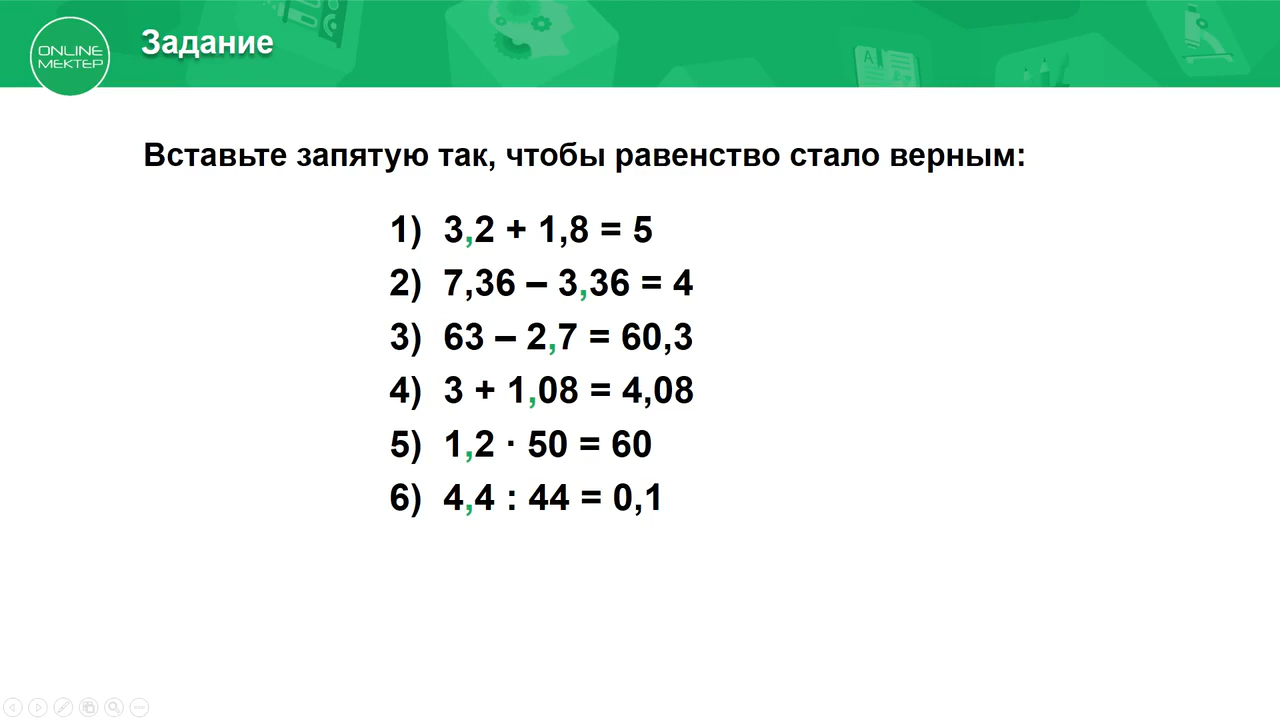 ONLINE
МЕКТЕР
Задание
Вставьте запятую так, чтобы равенство стало верным:
1) 3,2 + 1,8 = 5
2) 7,36 – 3,36 = 4
3) 63 – 2,7 = 60,3
4) 3 + 1,08 = 4,08
5) 1,2 · 50 = 60
6) 4,4 : 44 = 0,1